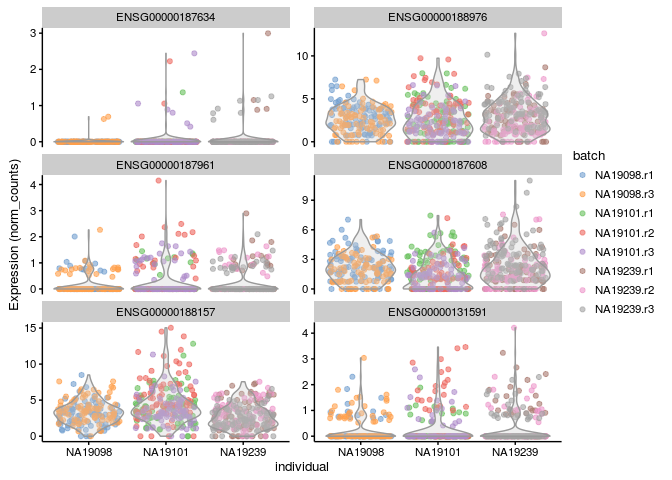 ENSG00000187634
ENSG00000188976
3
2
1
0
10
5
0
ENSG00000187961
ENSG00000187608
4
3
2
1
0
9
6
3
0
ENSG00000188157
ENSG00000131591
15
10
5
0
4
3
2
1
0
NA19098 NA19101 NA19239
NA19098 NA19101 NA19239
individual
Expression (norm_counts)
batch
NA19098.r1
NA19098.r3
NA19101.r1
NA19101.r2
NA19101.r3
NA19239.r1
NA19239.r2
NA19239.r3